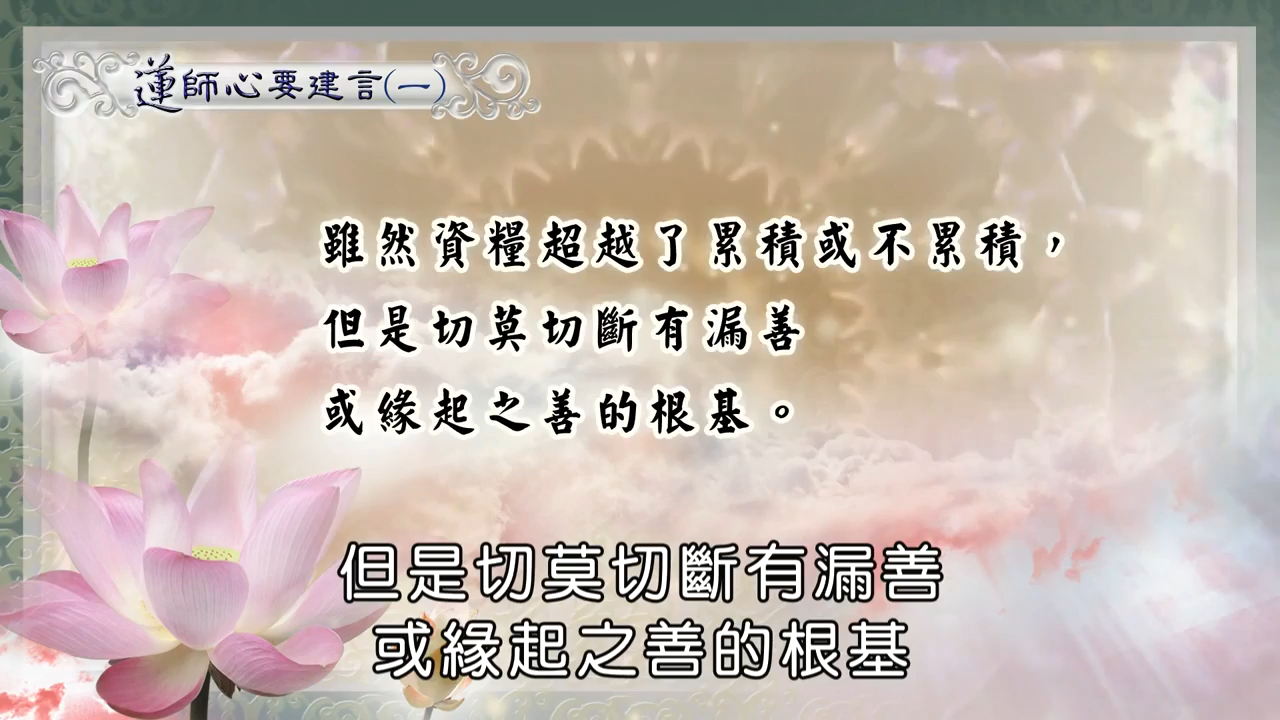 蓮師心要建言(一)
雖然資糧超越了累積或不累積，
但是切莫切斷有漏善
或緣起之善的根基。
但是切莫切斷有漏善
或緣起之善的根基